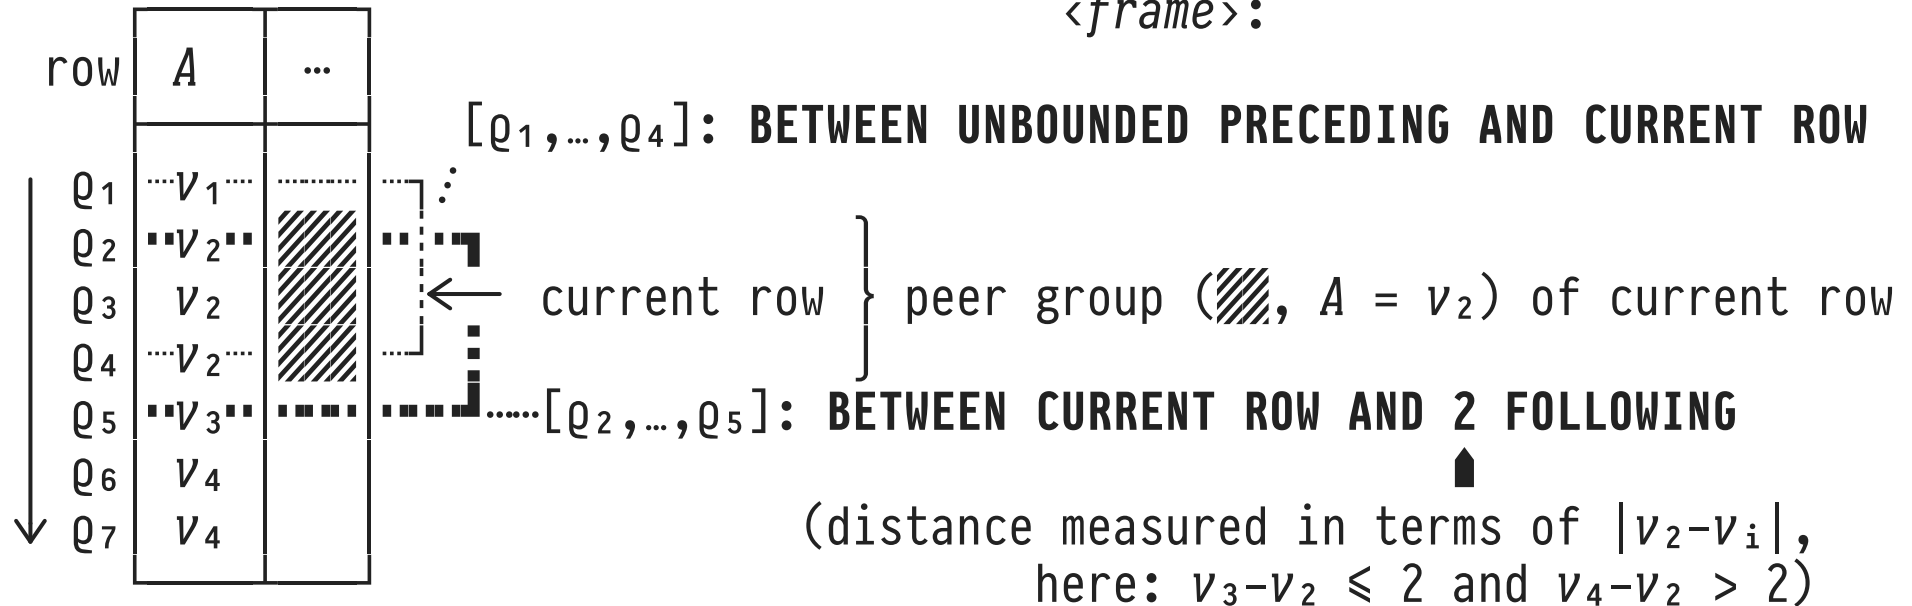 <frame>:
row A ⋯
[ϱ₁,…,ϱ₄]: BETWEEN UNBOUNDED PRECEDING AND CURRENT ROW
ϱ₁ v₁
ϱ₂ v₂
ϱ₃ v₂ current row } peer group (▨, A = v₂) of current row
ϱ₄ v₂
ϱ₅ v₃ [ϱ₂,…,ϱ₅]: BETWEEN CURRENT ROW AND 2 FOLLOWING
ϱ₆ v₄
ϱ₇ v₄ (distance measured in terms of |v₂-vᵢ|,
here: v₃-v₂ ⩽ 2 and v₄-v₂ > 2)